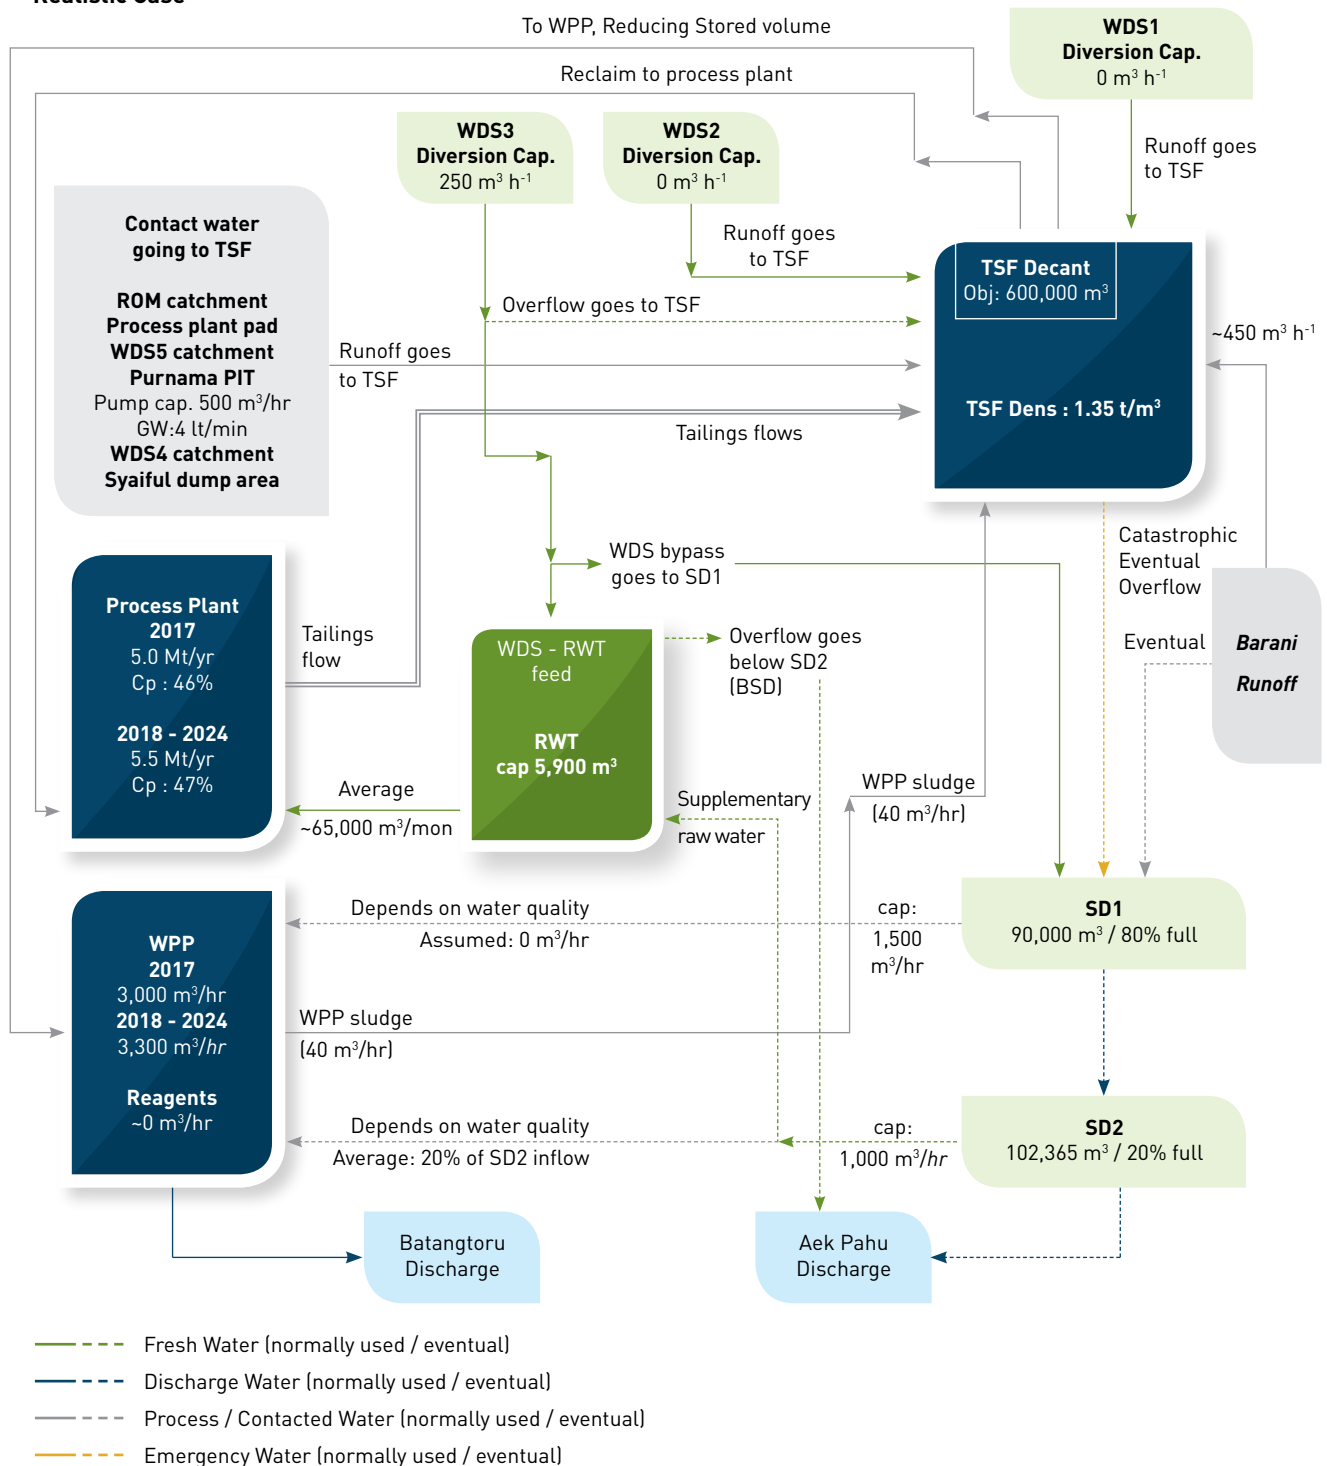 Realistic Case
To WPP, Reducing Stored volume
WDS1
Diversion Cap.
0 m³ h⁻¹
Reclaim to process plant
WDS3
Diversion Cap.
250 m³ h⁻¹
WDS2
Diversion Cap.
0 m³ h⁻¹
Runoff goes
to TSF
Contact water
going to TSF
ROM catchment
Process plant pad
WDS5 catchment
Purnama PIT
Pump cap. 500 m³/hr
GW:4 lt/min
WDS4 catchment
Syaiful dump area
Runoff goes
to TSF
Overflow goes to TSF
Runoff goes
to TSF
Tailings flows
TSF Decant
Obj: 600,000 m³
TSF Dens : 1.35 t/m³
~450 m³ h⁻¹
Catastrophic
Eventual
Overflow
WDS bypass
goes to SD1
Process Plant
2017
5.0 Mt/yr
Cp : 46%
2018 - 2024
5.5 Mt/yr
Cp : 47%
Tailings
flow
WDS - RWT
feed
RWT
cap 5,900 m³
Overflow goes
below SD2
(BSD)
Eventual
Barani
Runoff
Average
~65,000 m³/mon
Supplementary
raw water
WPP sludge
(40 m³/hr)
WPP
2017
3,000 m³/hr
2018 - 2024
3,300 m³/hr
Reagents
~0 m³/hr
Depends on water quality
Assumed: 0 m³/hr
cap:
1,500
m³/hr
SD1
90,000 m³ / 80% full
WPP sludge
(40 m³/hr)
Depends on water quality
Average: 20% of SD2 inflow
cap:
1,000 m³/hr
SD2
102,365 m³ / 20% full
Batangtoru
Discharge
Aek Pahu
Discharge
Fresh Water (normally used / eventual)
Discharge Water (normally used / eventual)
Process / Contacted Water (normally used / eventual)
Emergency Water (normally used / eventual)